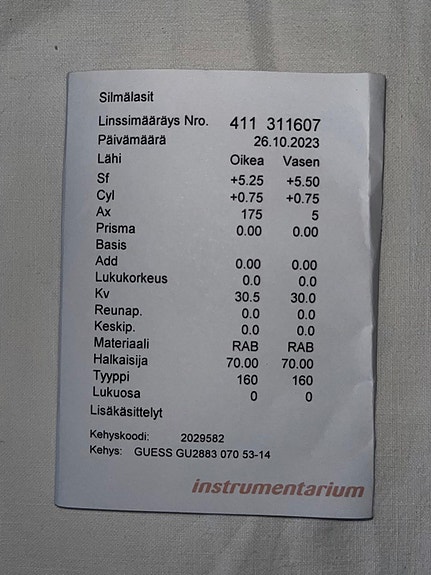 Silmälasit
Linssimääräys Nro. 411 311607
Päivämäärä 26.10.2023
Lähi Oikea Vasen
Sf +5.25 +5.50
Cyl +0.75 +0.75
Ax 175 5
Prisma 0.00 0.00
Basis
Add 0.00 0.00
Lukukorkeus 0.0 0.0
Kv 30.5 30.0
Reunap. 0.0 0.0
Keskip. 0.0 0.0
Materiaali RAB RAB
Halkaisija 70.00 70.00
Tyyppi 160 160
Lukuosa 0 0
Lisäkäsittelyt
Kehyskoodi: 2029582
Kehys: GUESS GU2883 070 53-14
instrumentarium